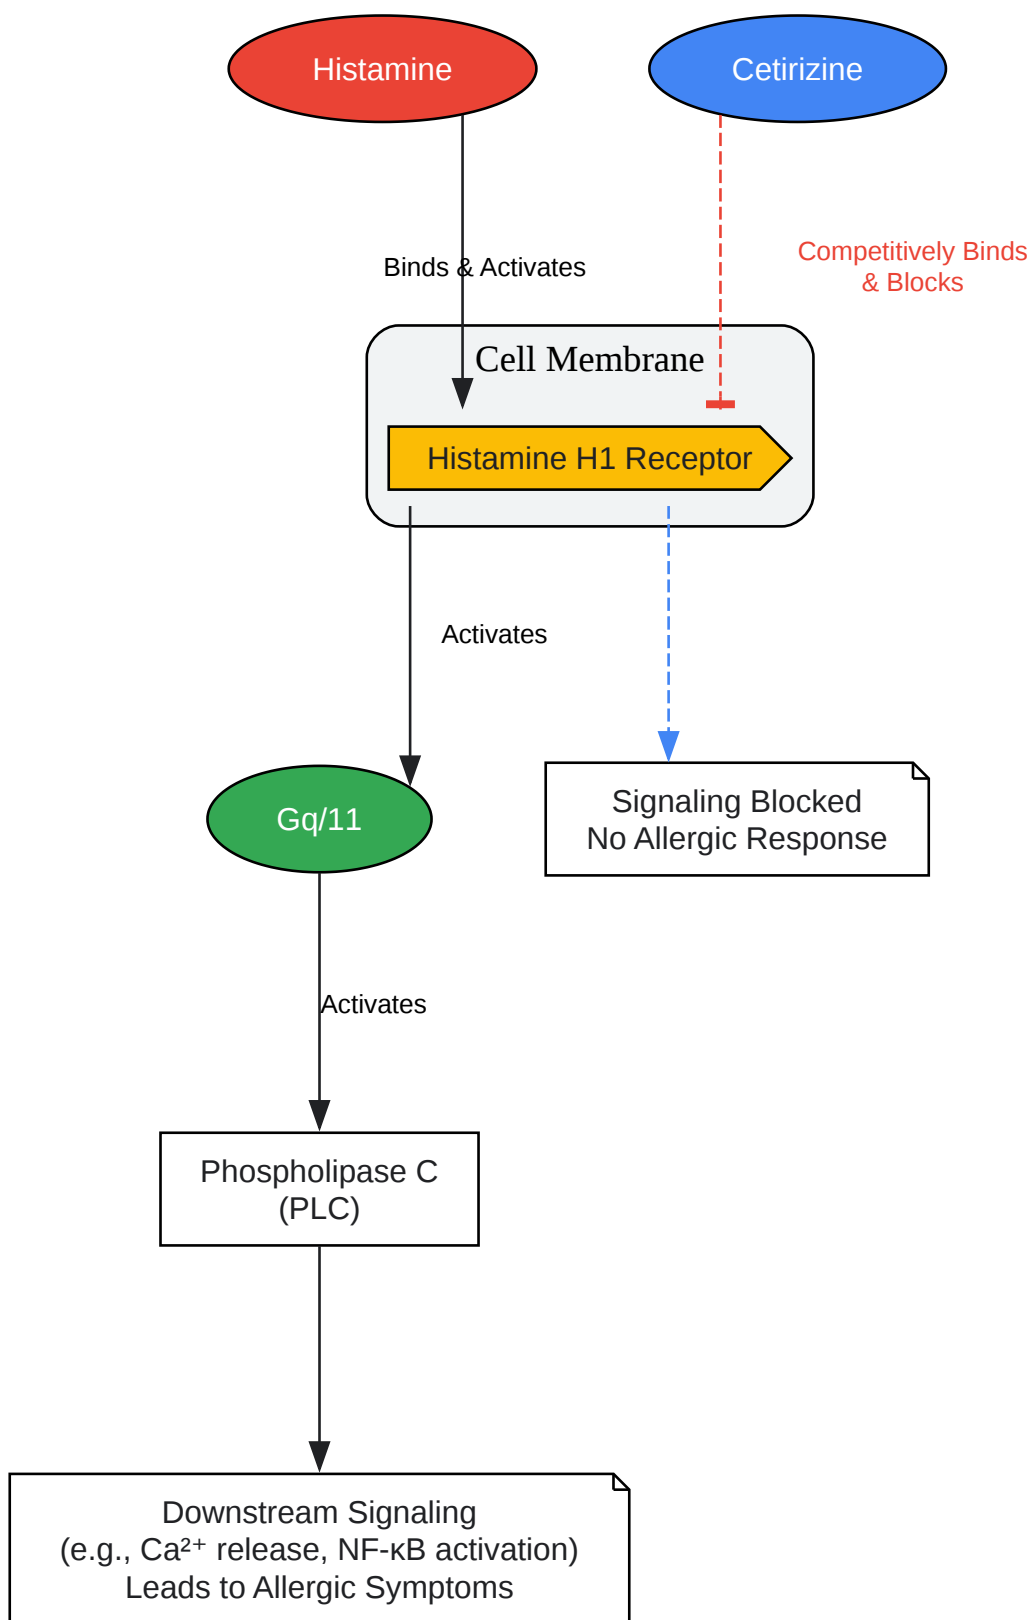 Histamine
Cetirizine
Binds & Activates
Competitively Binds
& Blocks
Cell Membrane
Histamine H1 Receptor
Activates
Gq/11
Signaling Blocked
No Allergic Response
Activates
Phospholipase C
(PLC)
Downstream Signaling
(e.g., Ca²⁺ release, NF-κB activation)
Leads to Allergic Symptoms